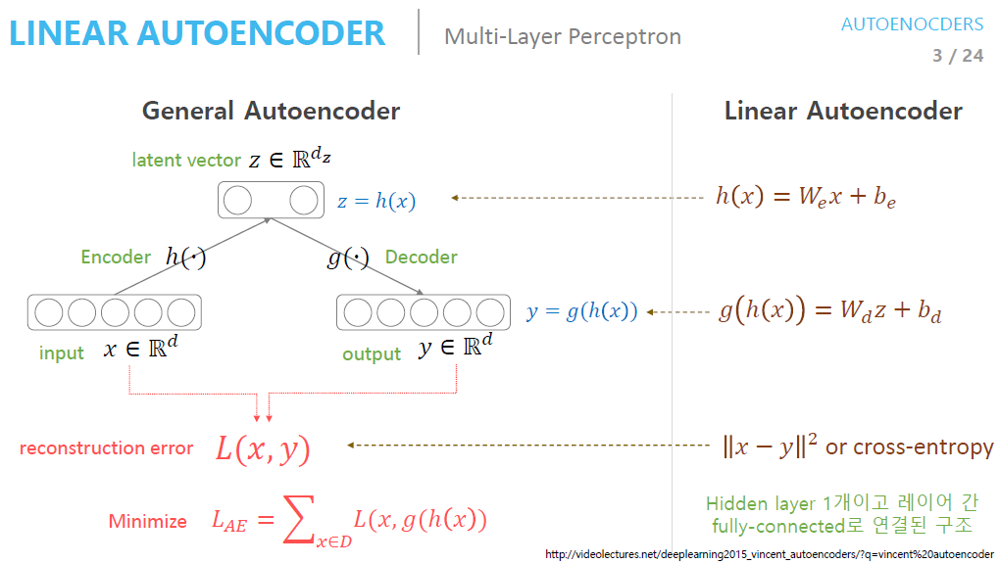 LINEAR AUTOENCODER
Multi-Layer Perceptron
AUTOENOCDERS
3 / 24
General Autoencoder
Linear Autoencoder
latent vector z ∈ ℝ^{d_z}
z = h(x)
h(x) = W_e x + b_e
Encoder h(·)
g(·) Decoder
y = g(h(x))
g(h(x)) = W_d z + b_d
input x ∈ ℝ^d
output y ∈ ℝ^d
reconstruction error L(x, y)
‖x − y‖² or cross-entropy
Minimize L_{AE} = ∑_{x∈D} L(x, g(h(x)))
Hidden layer 1개이고 레이어 간
fully-connected로 연결된 구조
http://videolectures.net/deeplearning2015_vincent_autoencoders/?q=vincent%20autoencoder